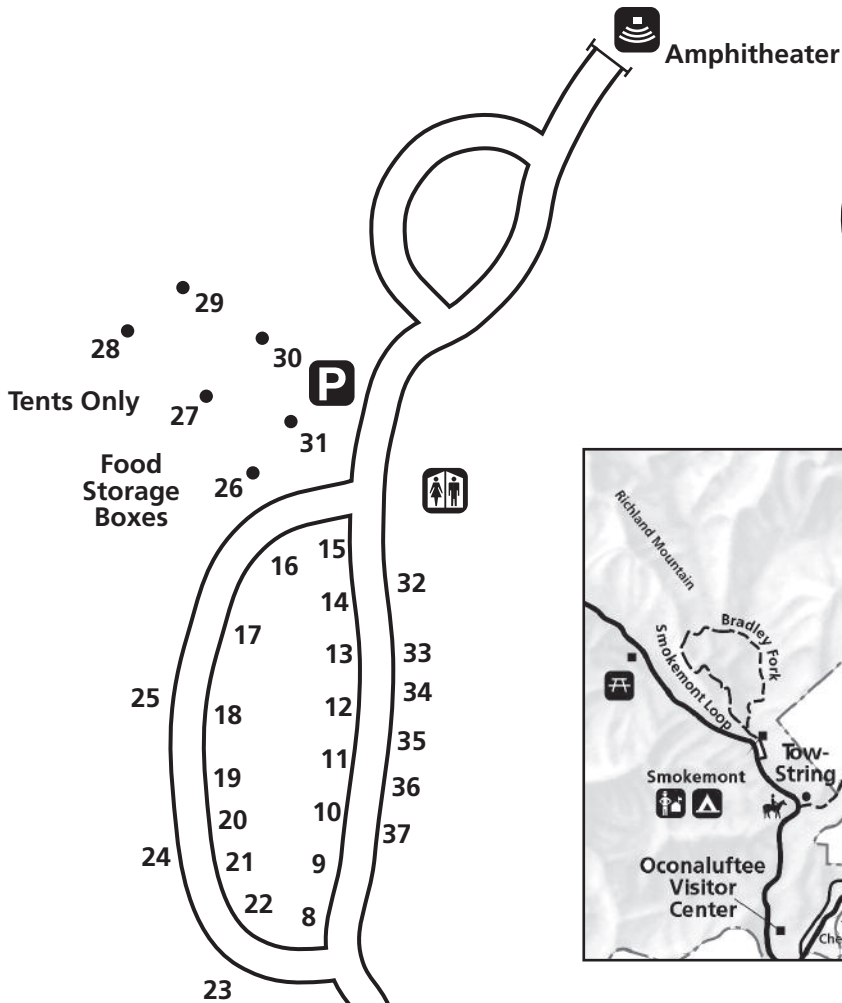 Amphitheater
29
28
30
Tents Only
27
P
31
Food
Storage
Boxes
26
15
16
32
14
17
13
33
34
25
12
18
35
11
19
36
10
20
37
24
21
9
22
8
23
Richland Mountain
Bradley Fork
Smokemont Loop
Tow-
String
Smokemont
Oconaluftee
Visitor
Center